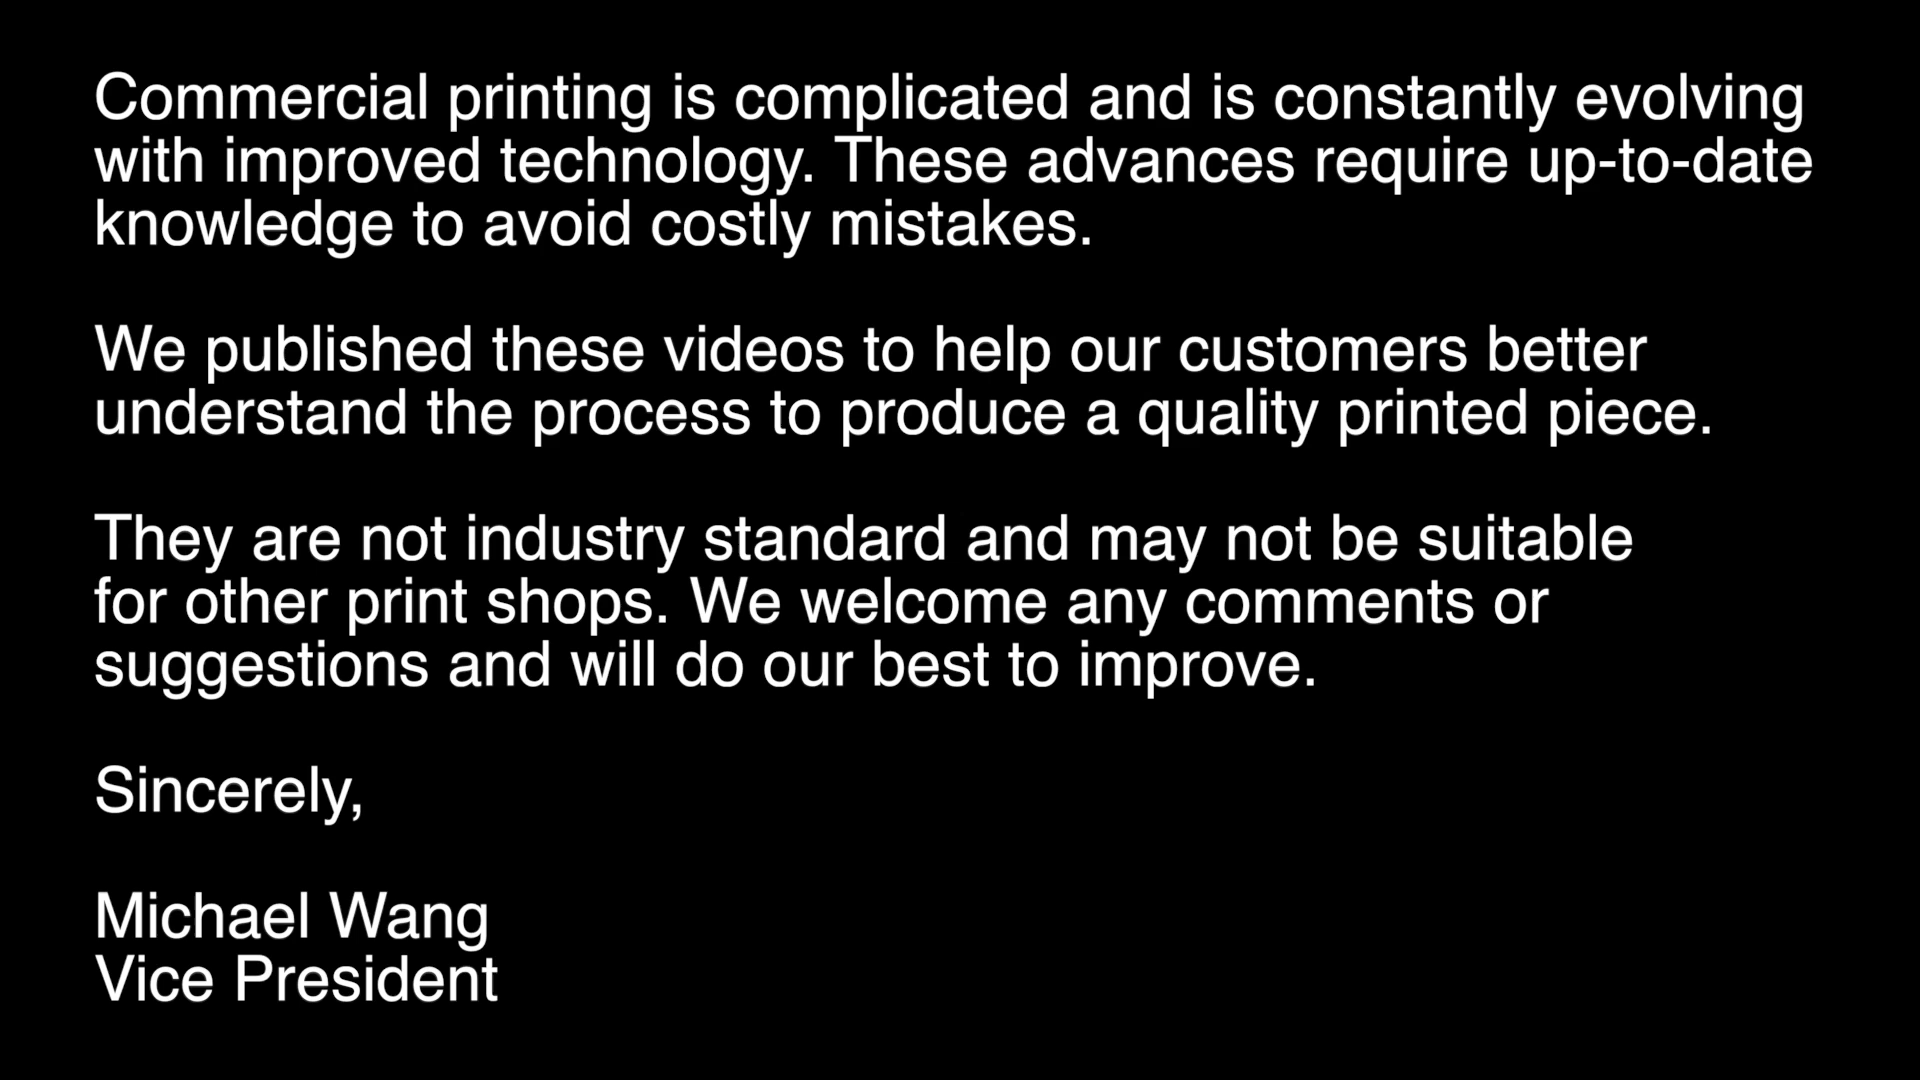 Commercial printing is complicated and is constantly evolving
with improved technology. These advances require up-to-date
knowledge to avoid costly mistakes.
We published these videos to help our customers better
understand the process to produce a quality printed piece.
They are not industry standard and may not be suitable
for other print shops. We welcome any comments or
suggestions and will do our best to improve.
Sincerely,
Michael Wang
Vice President